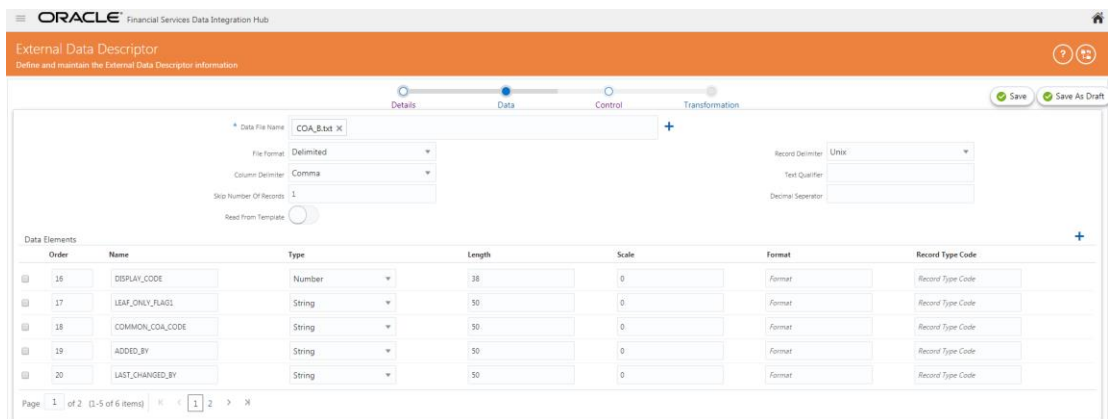 ORACLE® Financial Services Data Integration Hub
External Data Descriptor
Define and maintain the External Data Descriptor information
Details Data Control Transformation
Save Save As Draft
* Data File Name COA_B.txt ×
File Format Delimited Record Delimiter Unix
Column Delimiter Comma Text Qualifier
Skip Number Of Records 1 Decimal Seperator
Read From Template
Data Elements
Order Name Type Length Scale Format Record Type Code
16 DISPLAY_CODE Number 38 0 Format Record Type Code
17 LEAF_ONLY_FLAG1 String 50 0 Format Record Type Code
18 COMMON_COA_CODE String 50 0 Format Record Type Code
19 ADDED_BY String 50 0 Format Record Type Code
20 LAST_CHANGED_BY String 50 0 Format Record Type Code
Page 1 of 2 (1-5 of 6 items) 1 2